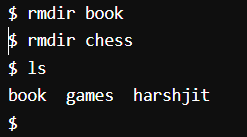 $ rmdir book
$ rmdir chess
$ ls
book  games  harshjit
$